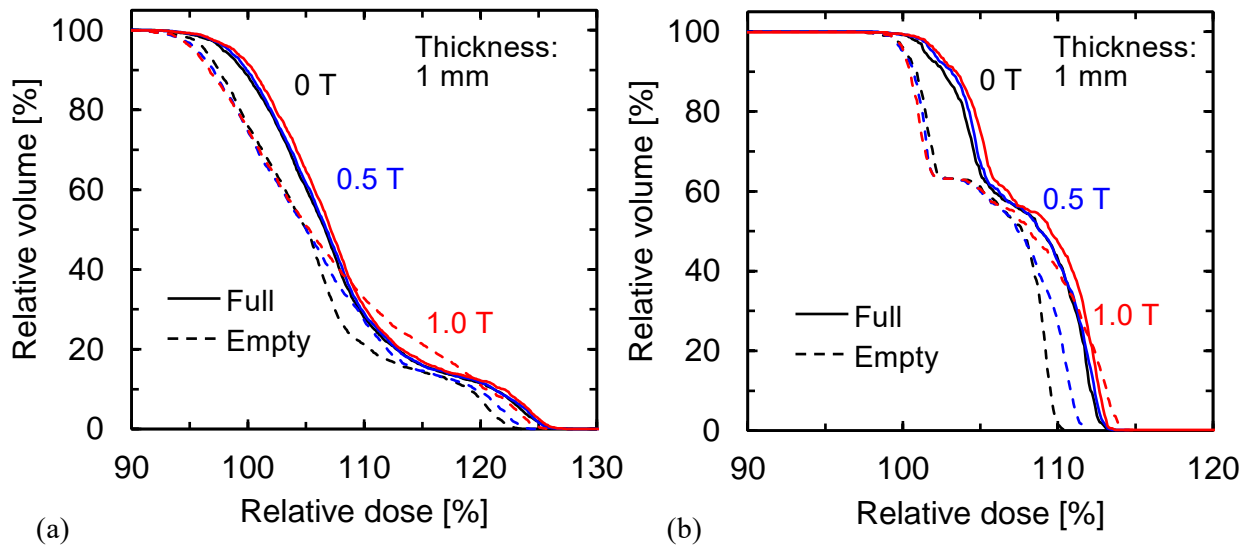 100
80
60
40
20
0
Relative volume [%]
90
100
110
120
130
Relative dose [%]
Thickness:
1 mm
0 T
0.5 T
1.0 T
Full
Empty
(a)
100
80
60
40
20
0
Relative volume [%]
90
100
110
120
Relative dose [%]
Thickness:
1 mm
0 T
0.5 T
1.0 T
Full
Empty
(b)